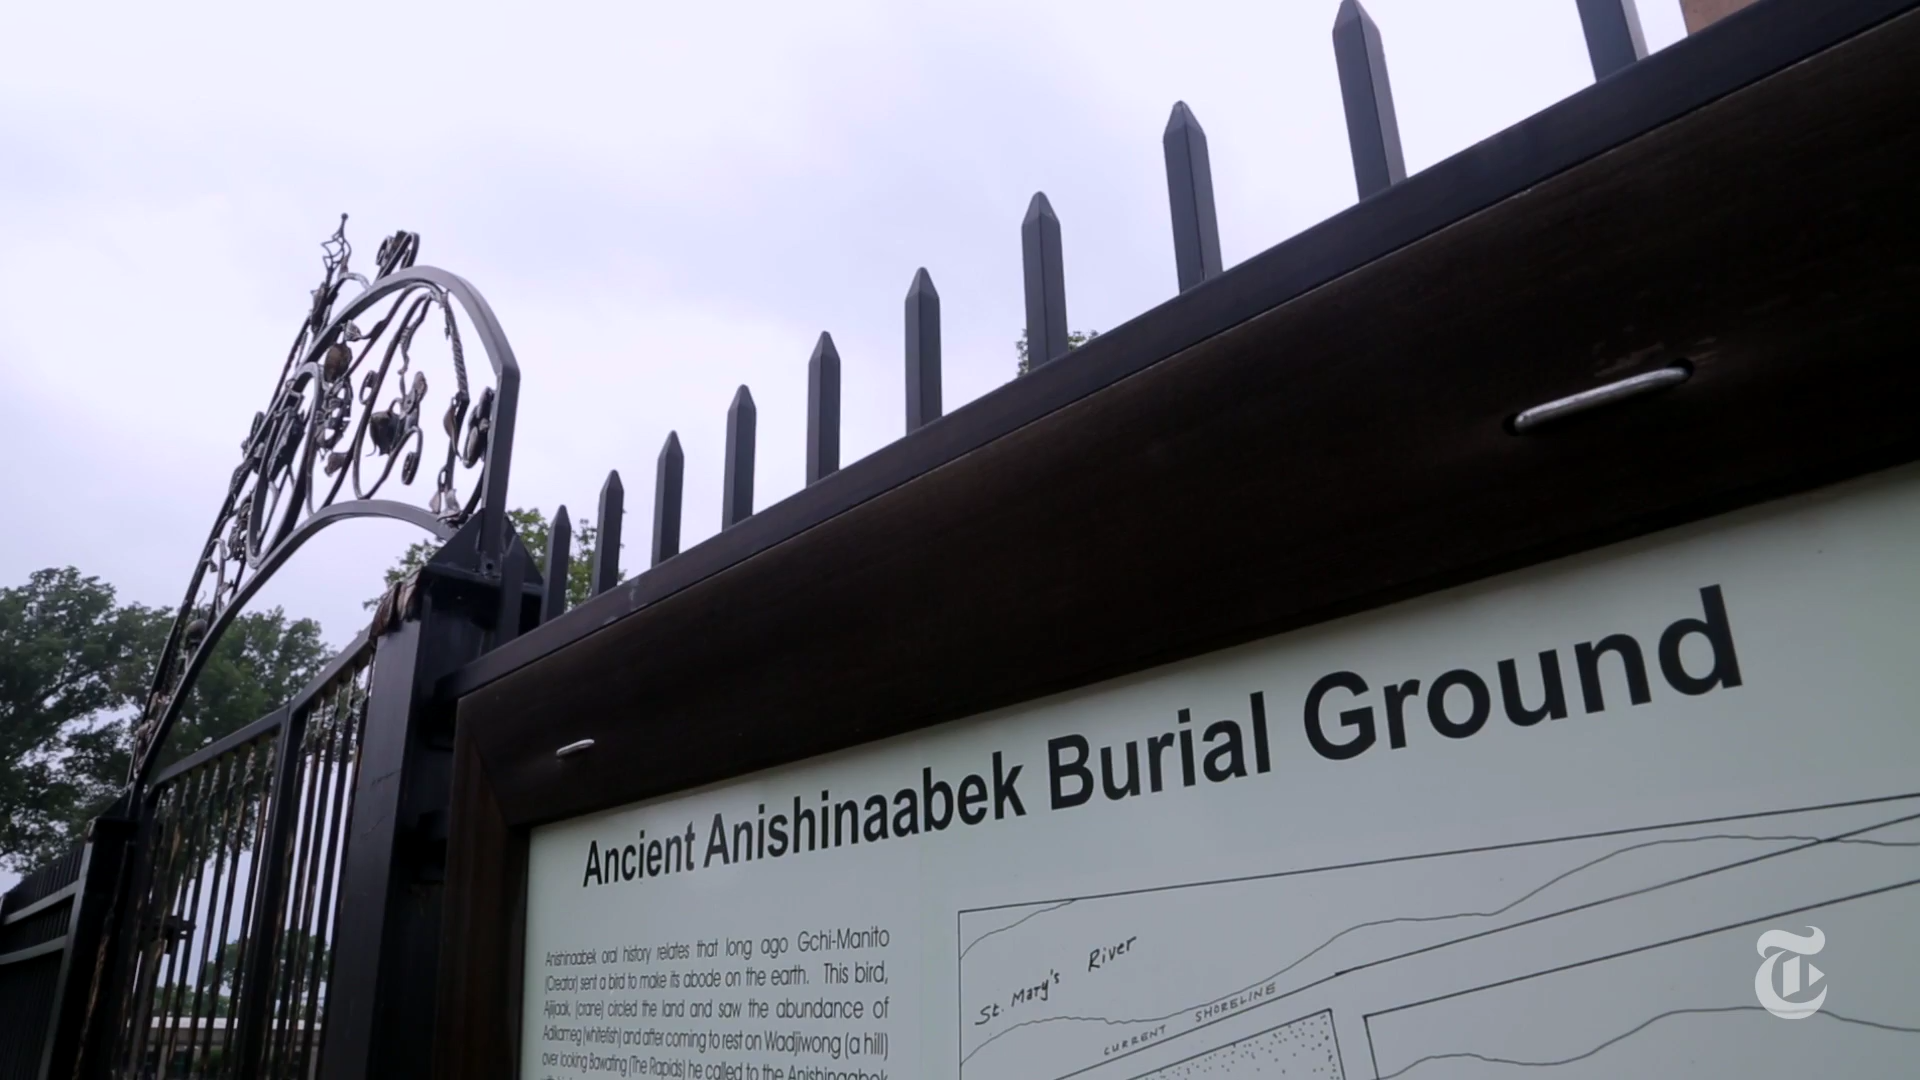 Ancient Anishinaabek Burial Ground
Anishinaabek oral history relates that long ago Gchi-Manito
(Creator) sent a bird to make its abode on the earth. This bird,
Ajijaak, (crane) circled the land and saw the abundance of
Adikameg (whitefish) and after coming to rest on Wadjiwong (a hill)
over looking Bawating (The Rapids) he called to the Anishinaabek
St. Mary's River
CURRENT SHORELINE
T